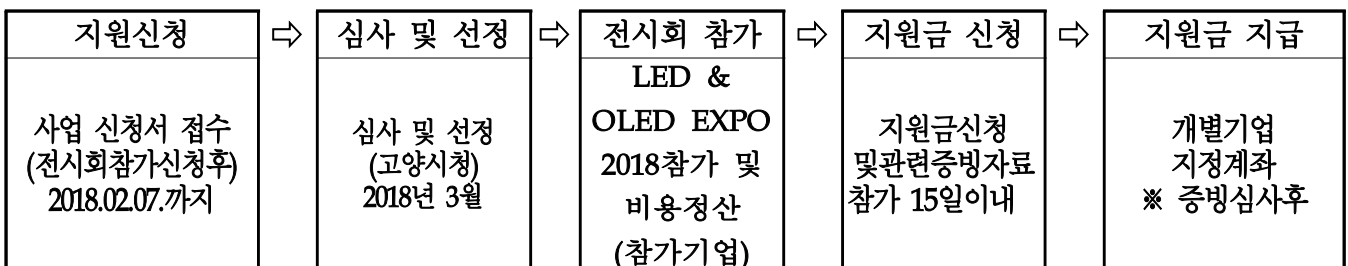 지원신청 ⇨ 심사 및 선정 ⇨ 전시회 참가 ⇨ 지원금 신청 ⇨ 지원금 지급
사업 신청서 접수
(전시회참가신청후)
2018.02.07.까지
심사 및 선정
(고양시청)
2018년 3월
LED &
OLED EXPO
2018참가 및
비용정산
(참가기업)
지원금신청
및관련증빙자료
참가 15일이내
개별기업
지정계좌
※ 증빙심사후